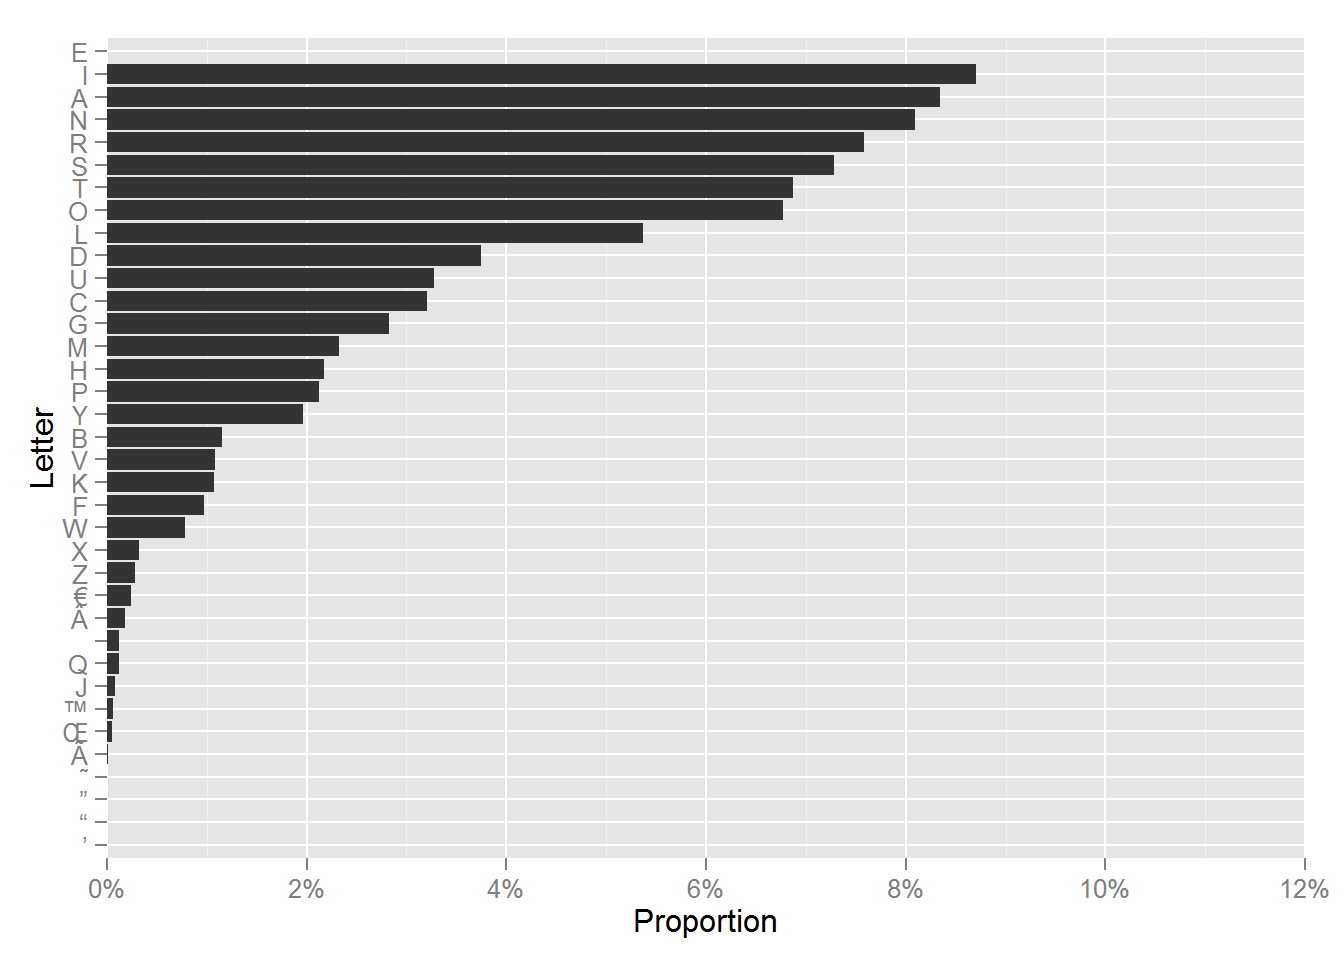 E
I
A
N
R
S
T
O
L
D
U
C
G
M
H
P
Y
B
V
K
F
W
X
Z
€
Â
Q
J
™
Œ
Ã
˜
”
“
’
Letter
0% 2% 4% 6% 8% 10% 12%
Proportion